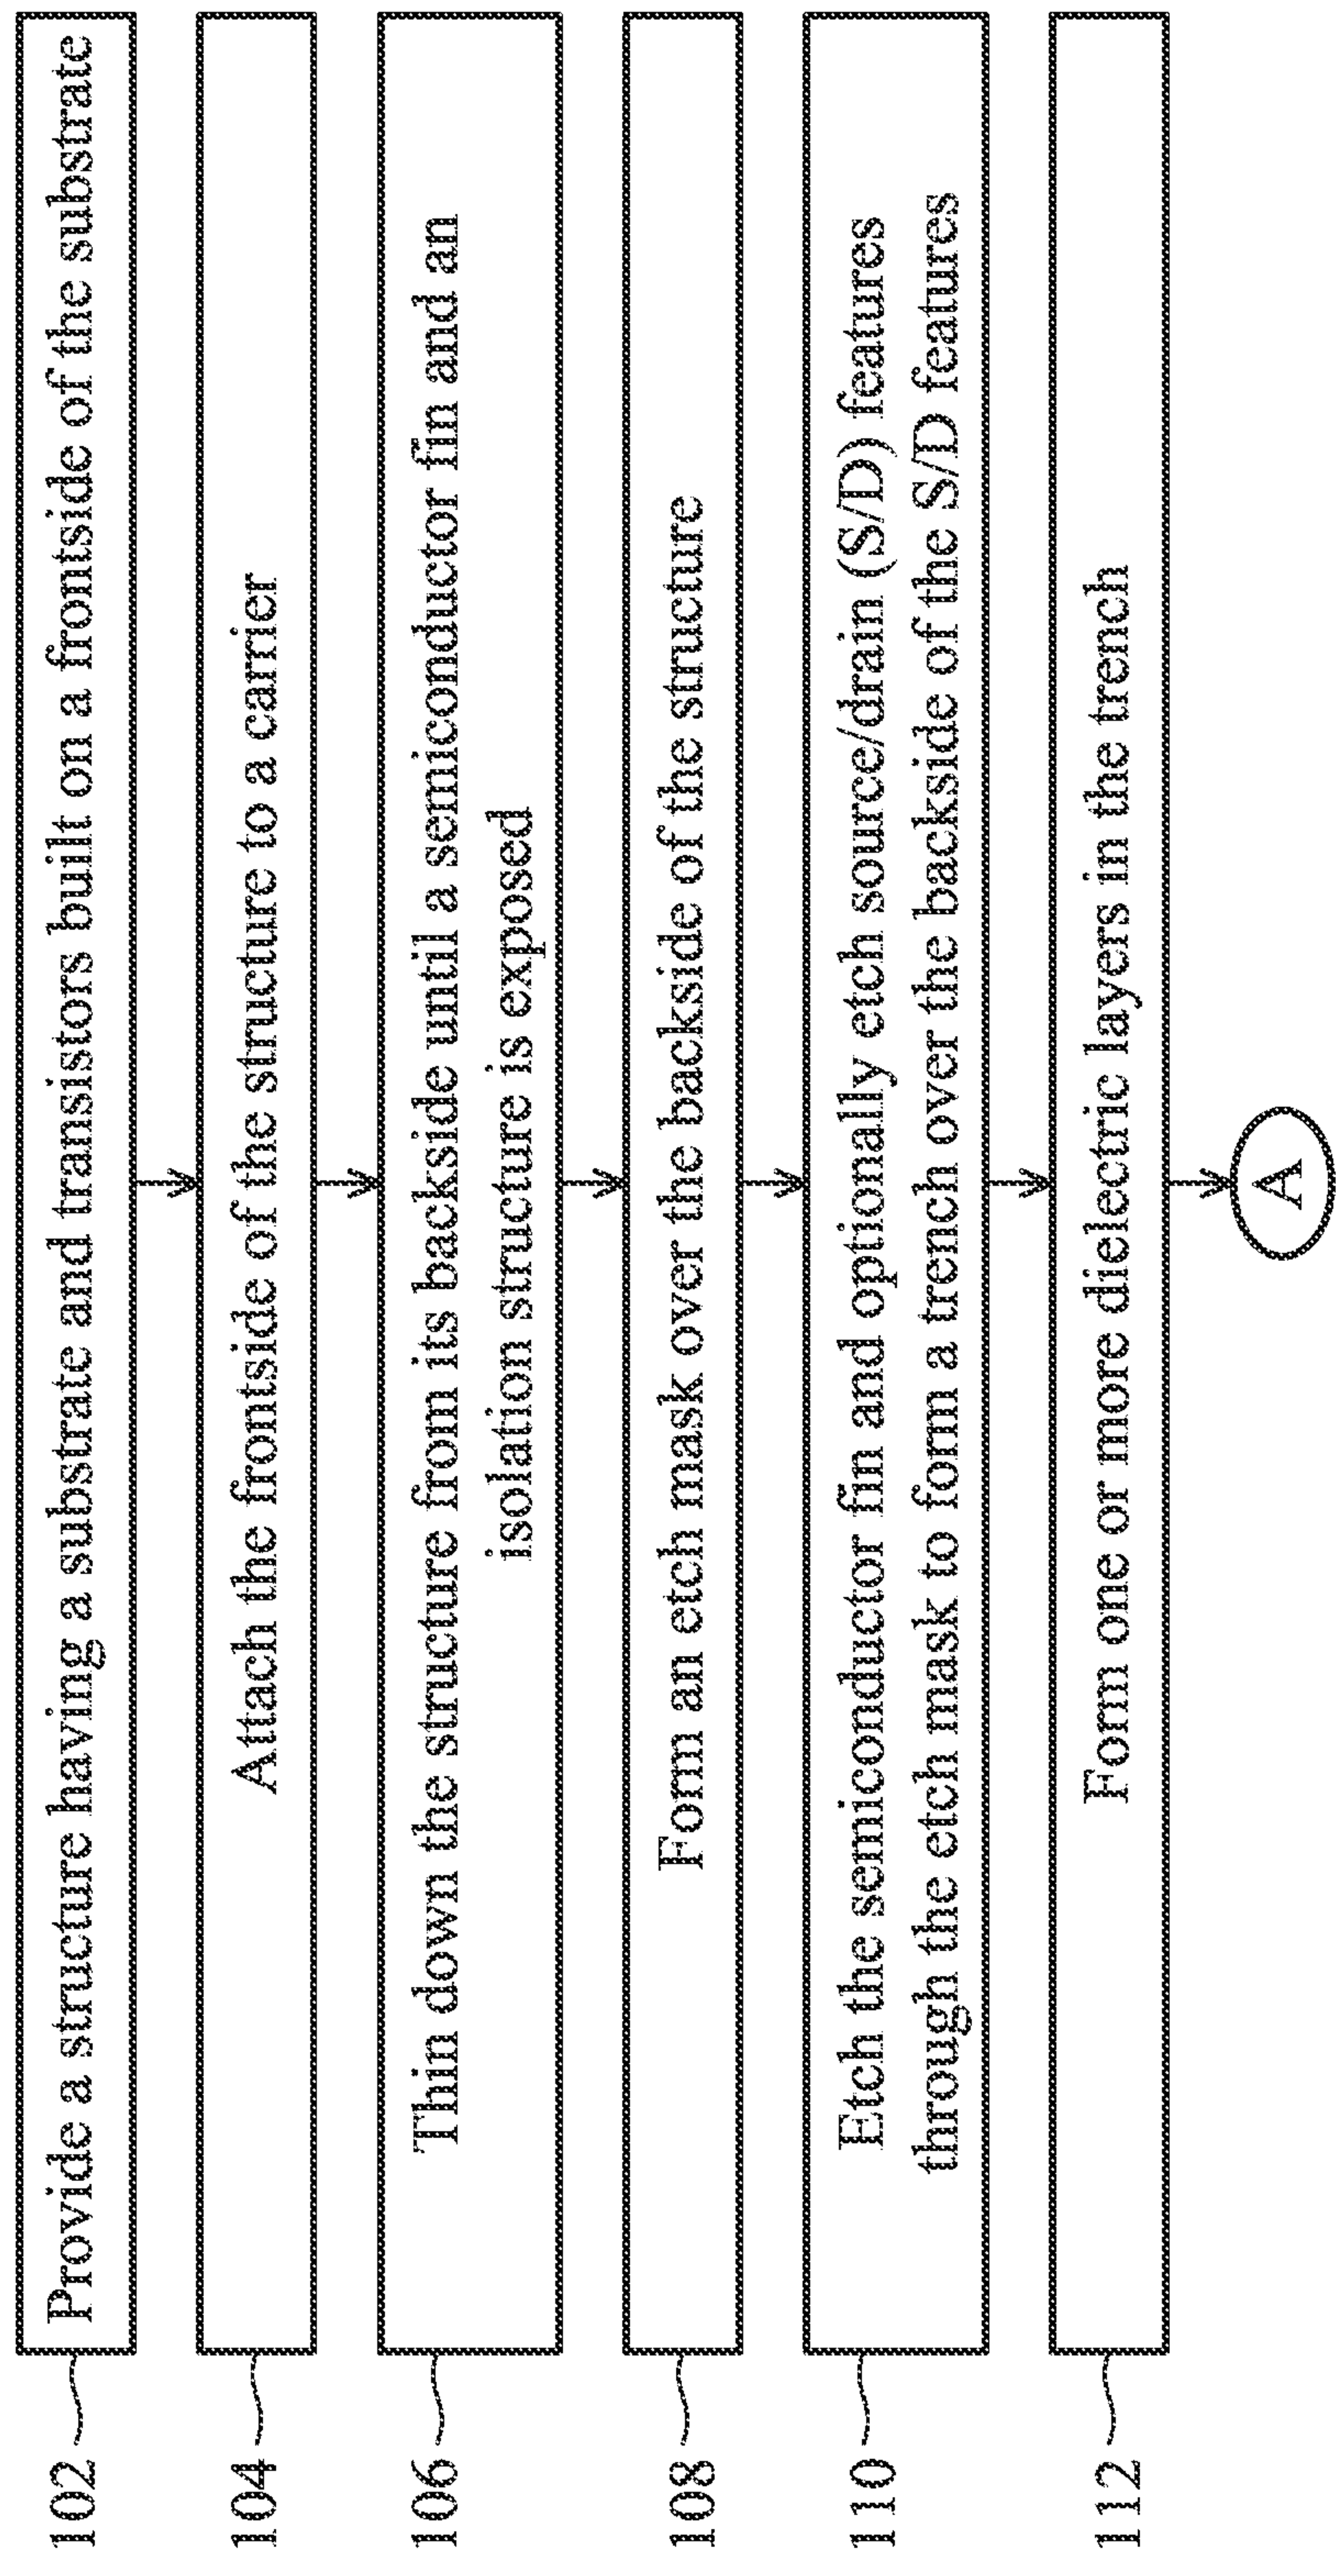 102
Provide a structure having a substrate and transistors built on a frontside of the substrate
104
Attach the frontside of the structure to a carrier
106
Thin down the structure from its backside until a semiconductor fin and an
isolation structure is exposed
108
Form an etch mask over the backside of the structure
110
Etch the semiconductor fin and optionally etch source/drain (S/D) features
through the etch mask to form a trench over the backside of the S/D features
112
Form one or more dielectric layers in the trench
A